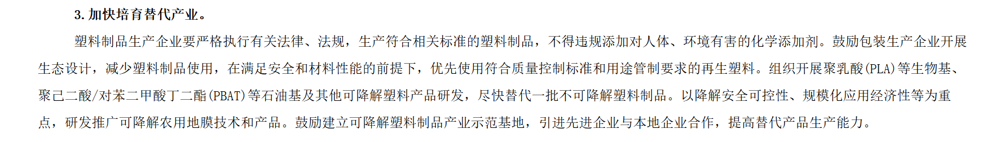 3.加快培育替代产业。
塑料制品生产企业要严格执行有关法律、法规，生产符合相关标准的塑料制品，不得违规添加对人体、环境有害的化学添加剂。鼓励包装生产企业开展
生态设计，减少塑料制品使用，在满足安全和材料性能的前提下，优先使用符合质量控制标准和用途管制要求的再生塑料。组织开展聚乳酸(PLA)等生物基、
聚己二酸/对苯二甲酸丁二酯(PBAT)等石油基及其他可降解塑料产品研发，尽快替代一批不可降解塑料制品。以降解安全可控性、规模化应用经济性等为重
点，研发推广可降解农用地膜技术和产品。鼓励建立可降解塑料制品产业示范基地，引进先进企业与本地企业合作，提高替代产品生产能力。